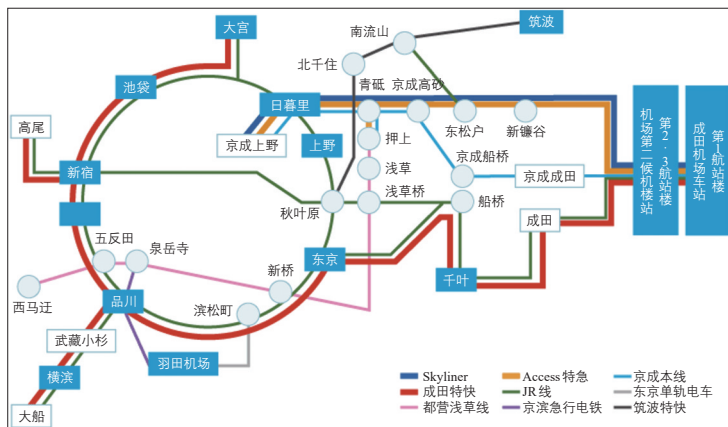 大宫
筑波
南流山
北千住
池袋
青砥
京成高砂
日暮里
高尾
京成上野
上野
押上
东松户
新镰谷
新宿
浅草
京成船桥
京成成田
浅草桥
秋叶原
船桥
成田
第1航站楼
成田机场车站
第2·3航站楼
机场第二候机楼站
五反田
泉岳寺
东京
新桥
千叶
西马迁
品川
滨松町
武藏小杉
羽田机场
横滨
大船
Skyliner
Access特急
京成本线
成田特快
JR线
东京单轨电车
都营浅草线
京滨急行电铁
筑波特快